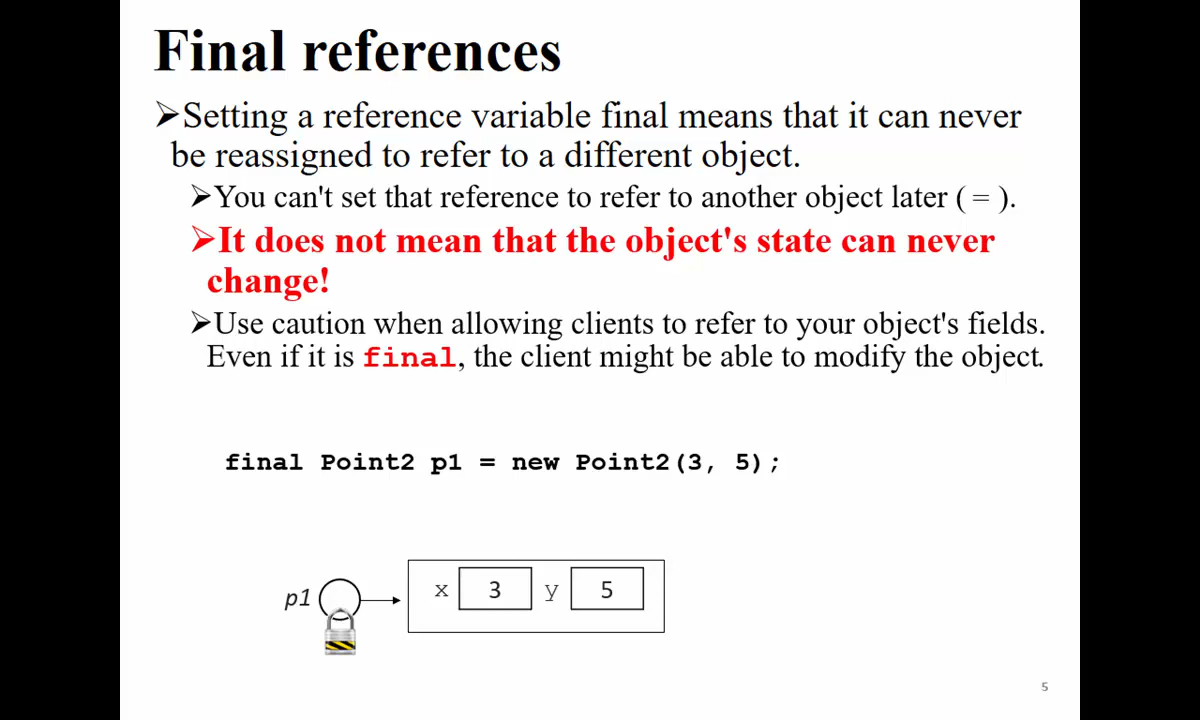 Final references
➢Setting a reference variable final means that it can never
be reassigned to refer to a different object.
➢You can't set that reference to refer to another object later ( = ).
➢It does not mean that the object's state can never
change!
➢Use caution when allowing clients to refer to your object's fields.
Even if it is final, the client might be able to modify the object.
final Point2 p1 = new Point2(3, 5);
p1 x 3 y 5
5